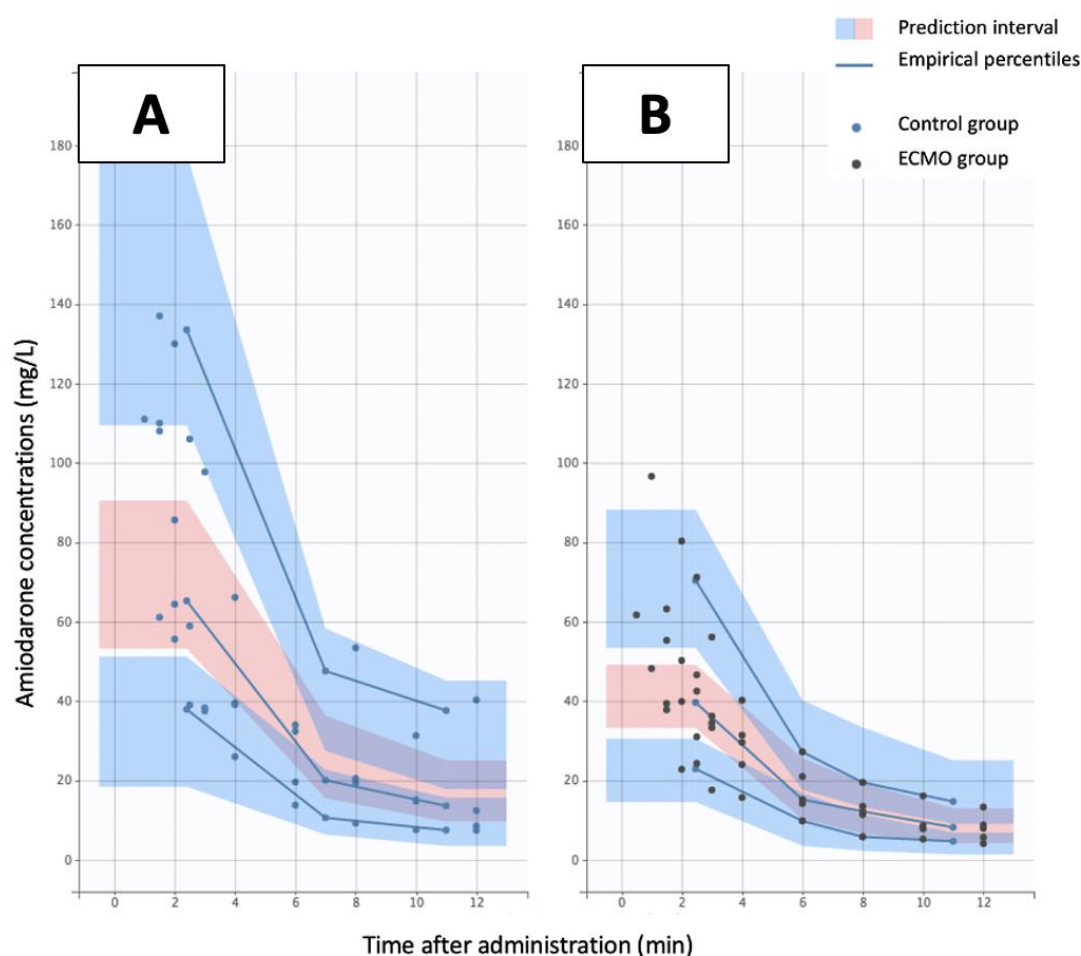 Prediction interval
Empirical percentiles
Control group
ECMO group
A
B
Amiodarone concentrations (mg/L)
180
160
140
120
100
80
60
40
20
0
180
160
140
120
100
80
60
40
20
0
0 2 4 6 8 10 12
0 2 4 6 8 10 12
Time after administration (min)